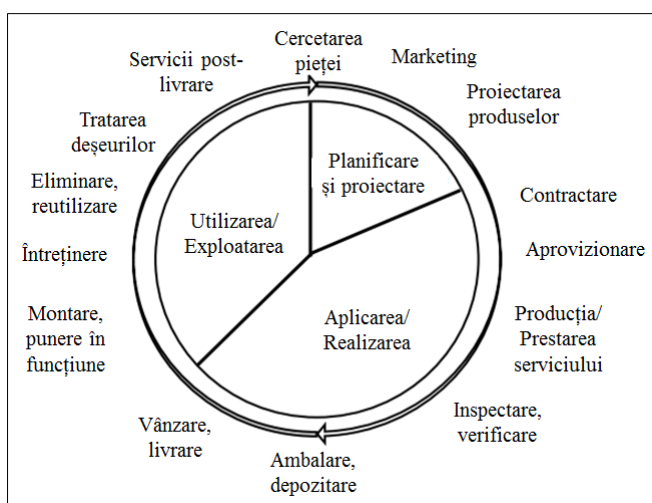 Cercetarea
pieței
Marketing
Proiectarea
produselor
Contractare
Aprovizionare
Producția/
Prestarea
serviciului
Inspectare,
verificare
Ambalare,
depozitare
Vânzare,
livrare
Montare,
punere în
funcțiune
Întreținere
Eliminare,
reutilizare
Tratarea
deșeurilor
Servicii post-
livrare
Planificare
și proiectare
Aplicarea/
Realizarea
Utilizarea/
Exploatarea